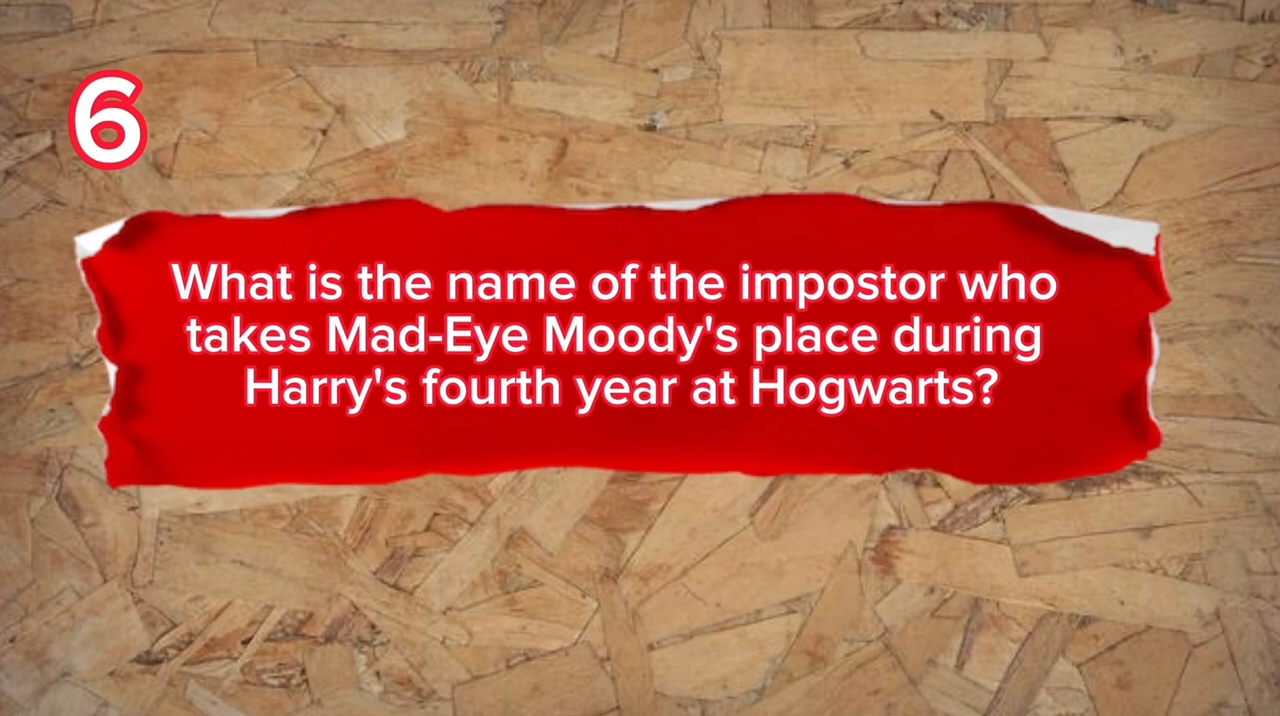 6
What is the name of the impostor who
takes Mad-Eye Moody's place during
Harry's fourth year at Hogwarts?